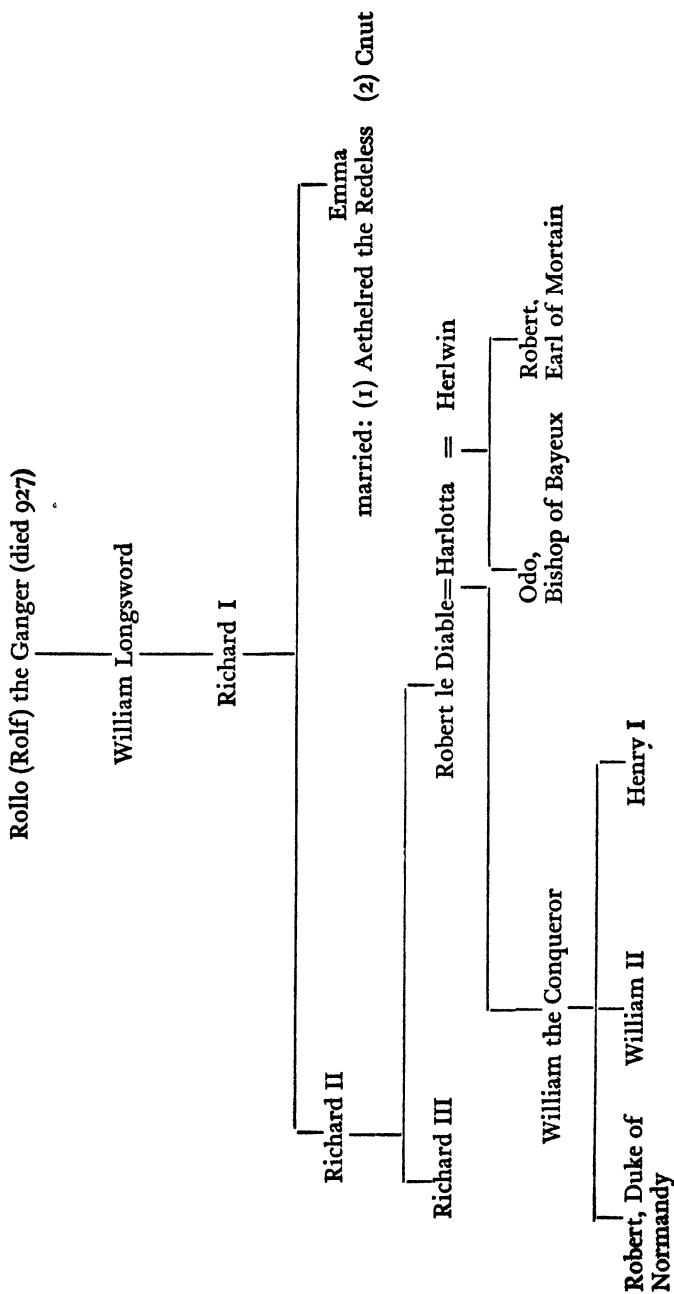 Rollo (Rolf) the Ganger (died 927)
William Longsword
Richard I
Richard II
Emma
married: (1) Aethelred the Redeless (2) Cnut
Richard III
Robert le Diable=Harlotta = Herlwin
William the Conqueror
Odo,
Bishop of Bayeux
Robert,
Earl of Mortain
Robert, Duke of
Normandy
William II
Henry I